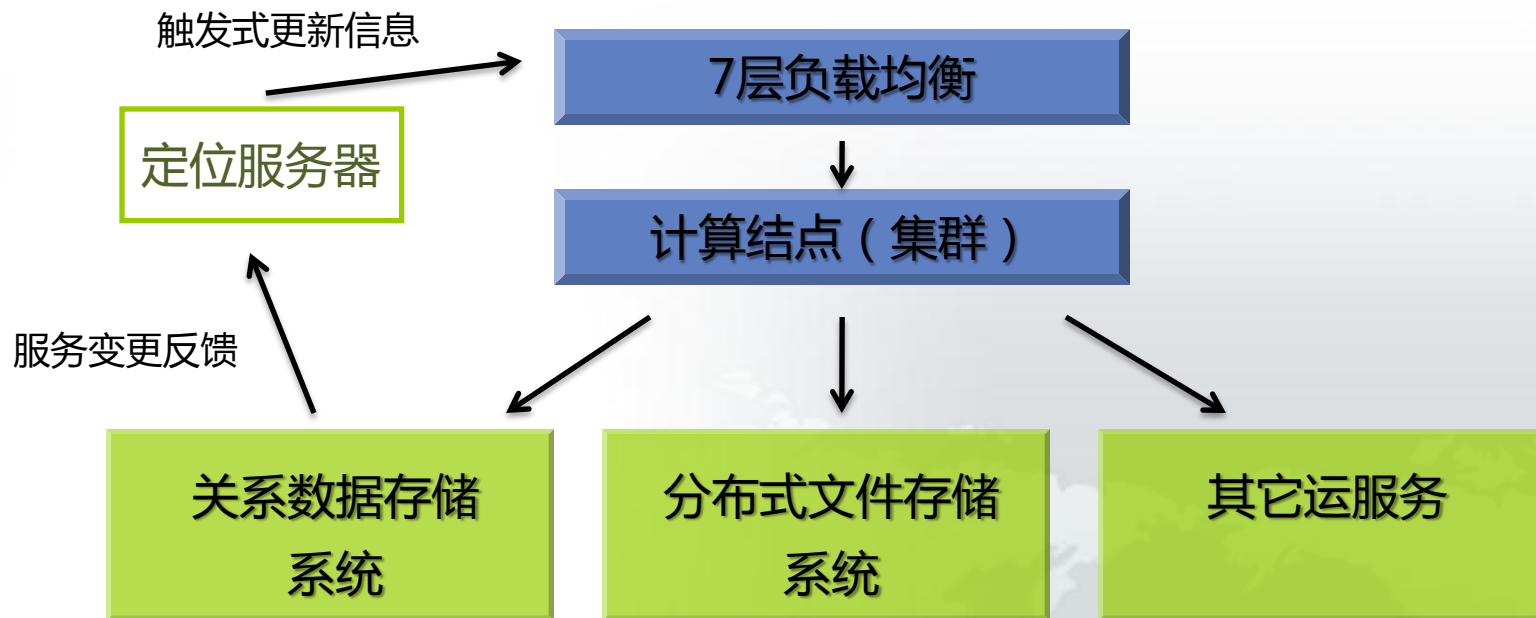 触发式更新信息
7层负载均衡
定位服务器
计算结点（集群）
服务变更反馈
关系数据存储
系统
分布式文件存储
系统
其它运服务